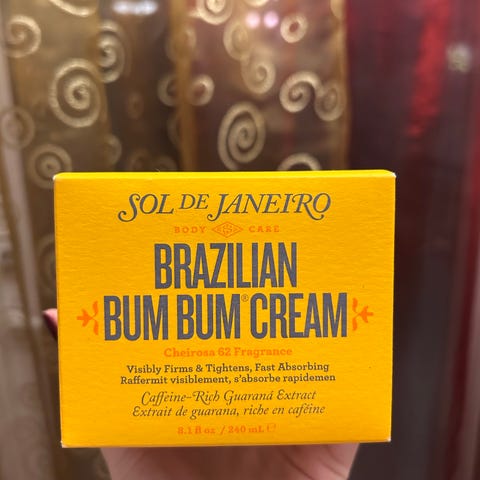 SOL DE JANEIRO
BODY CARE
BRAZILIAN
BUM BUM® CREAM
Cheirosa 62 Fragrance
Visibly Firms & Tightens, Fast Absorbing
Raffermit visiblement, s'absorbe rapidemen
Caffeine-Rich Guaraná Extract
Extrait de guarana, riche en caféine
8.1 fl oz / 240 mL ℮